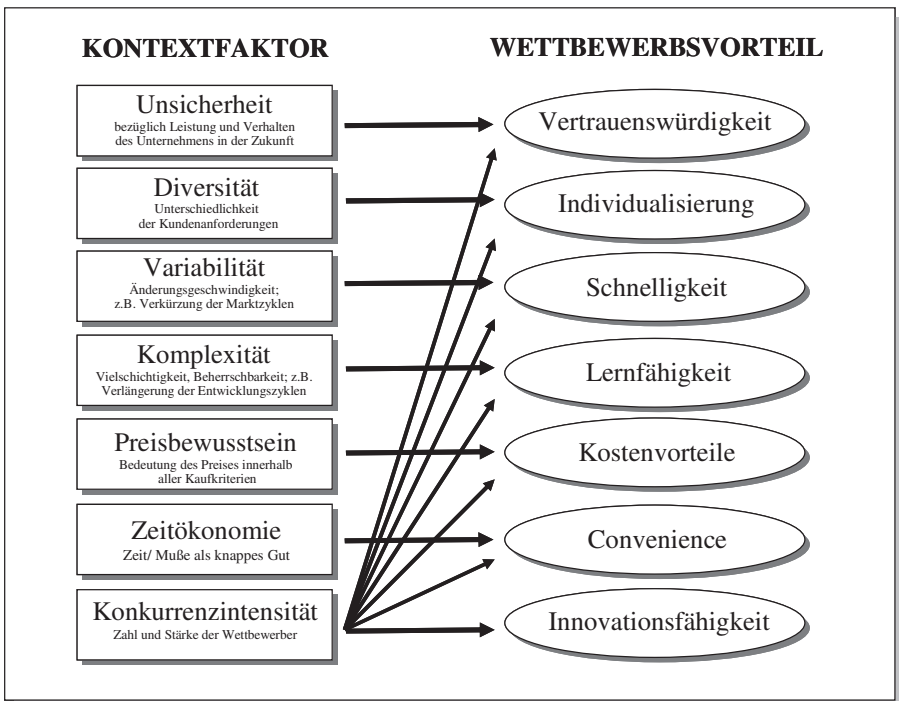 KONTEXTFAKTOR
WETTBEWERBSVORTEIL
Unsicherheit
bezüglich Leistung und Verhalten
des Unternehmens in der Zukunft
Vertrauenswürdigkeit
Diversität
Unterschiedlichkeit
der Kundenanforderungen
Individualisierung
Variabilität
Änderungsgeschwindigkeit;
z.B. Verkürzung der Marktzyklen
Schnelligkeit
Komplexität
Vielschichtigkeit, Beherrschbarkeit; z.B.
Verlängerung der Entwicklungszyklen
Lernfähigkeit
Preisbewusstsein
Bedeutung des Preises innerhalb
aller Kaufkriterien
Kostenvorteile
Zeitökonomie
Zeit/ Muße als knappes Gut
Convenience
Konkurrenzintensität
Zahl und Stärke der Wettbewerber
Innovationsfähigkeit